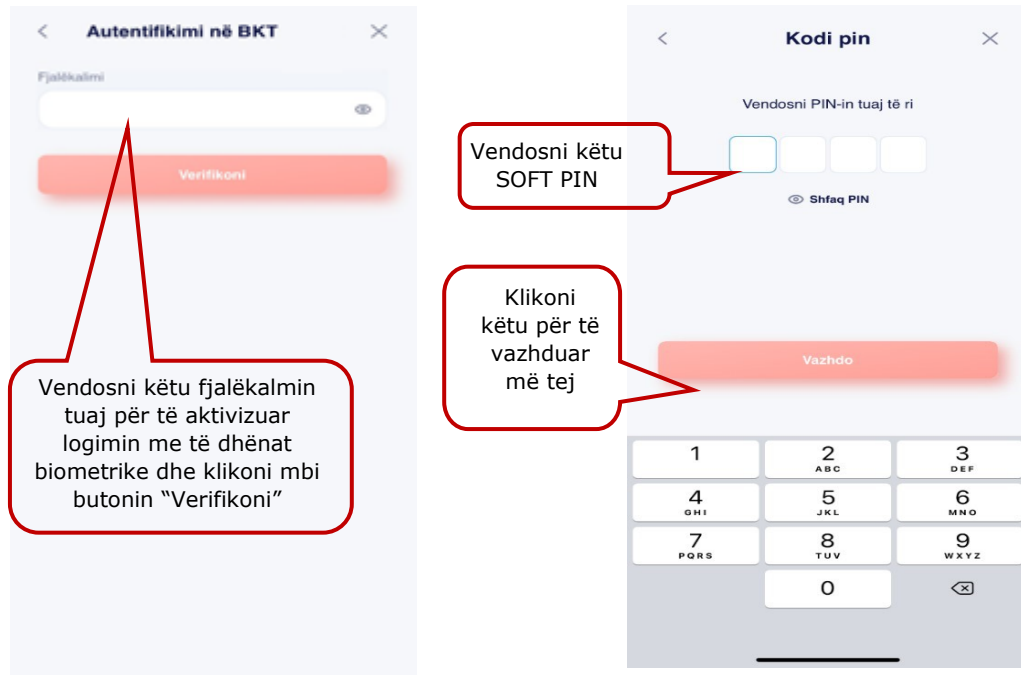 Autentifikimi në BKT
Fjalëkalimi
Verifikoni
Vendosni këtu fjalëkalmin
tuaj për të aktivizuar
logimin me të dhënat
biometrike dhe klikoni mbi
butonin “Verifikoni”
Kodi pin
Vendosni PIN-in tuaj të ri
Vendosni këtu
SOFT PIN
Shfaq PIN
Klikoni
këtu për të
vazhduar
më tej
Vazhdo
1 2 3
ABC DEF
4 5 6
GHI JKL MNO
7 8 9
PQRS TUV WXYZ
0